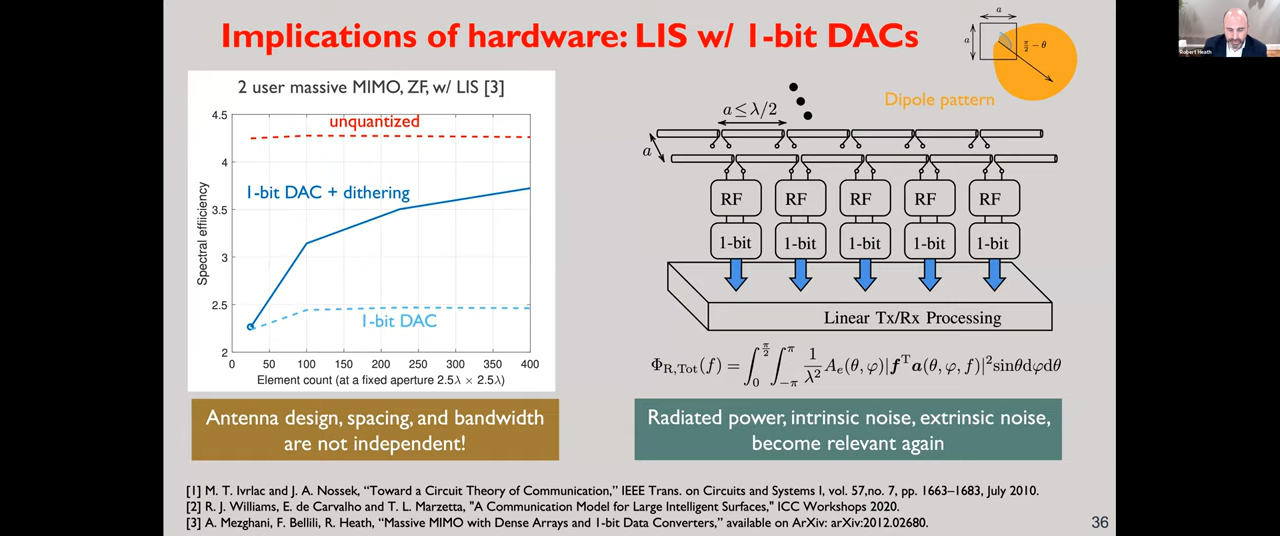 Implications of hardware: LIS w/ 1-bit DACs
a
a
π/2 − θ
Dipole pattern
Robert Heath
2 user massive MIMO, ZF, w/ LIS [3]
4.5
4
3.5
3
2.5
2
Spectral effiiciency
unquantized
1-bit DAC + dithering
1-bit DAC
0 50 100 150 200 250 300 350 400
Element count (at a fixed aperture 2.5λ × 2.5λ)
a ≤ λ/2
a
RF RF RF RF RF
1-bit 1-bit 1-bit 1-bit 1-bit
Linear Tx/Rx Processing
Φ_{R,Tot}(f) = ∫_0^{π/2} ∫_{−π}^{π} 1/λ² A_e(θ, φ)|f^T a(θ, φ, f)|² sinθdφdθ
Antenna design, spacing, and bandwidth
are not independent!
Radiated power, intrinsic noise, extrinsic noise,
become relevant again
[1] M. T. Ivrlac and J. A. Nossek, “Toward a Circuit Theory of Communication,” IEEE Trans. on Circuits and Systems I, vol. 57,no. 7, pp. 1663–1683, July 2010.
[2] R. J. Williams, E. de Carvalho and T. L. Marzetta, "A Communication Model for Large Intelligent Surfaces," ICC Workshops 2020.
[3] A. Mezghani, F. Bellili, R. Heath, “Massive MIMO with Dense Arrays and 1-bit Data Converters,” available on ArXiv: arXiv:2012.02680.
36